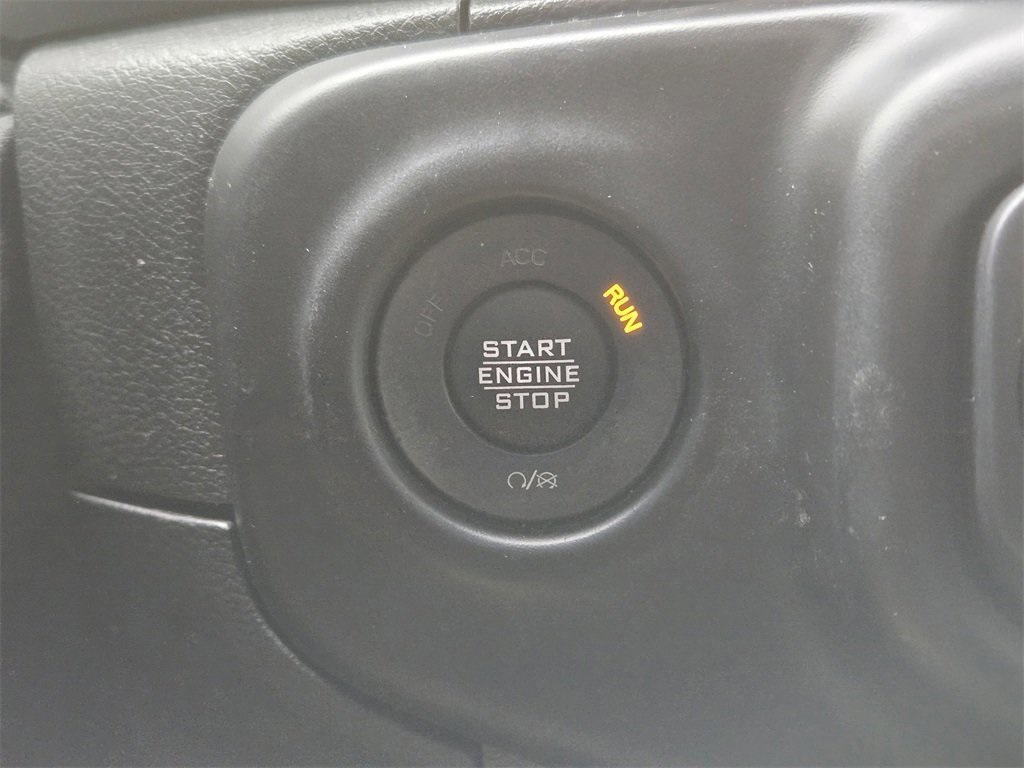 ACC
OFF
RUN
START
ENGINE
STOP